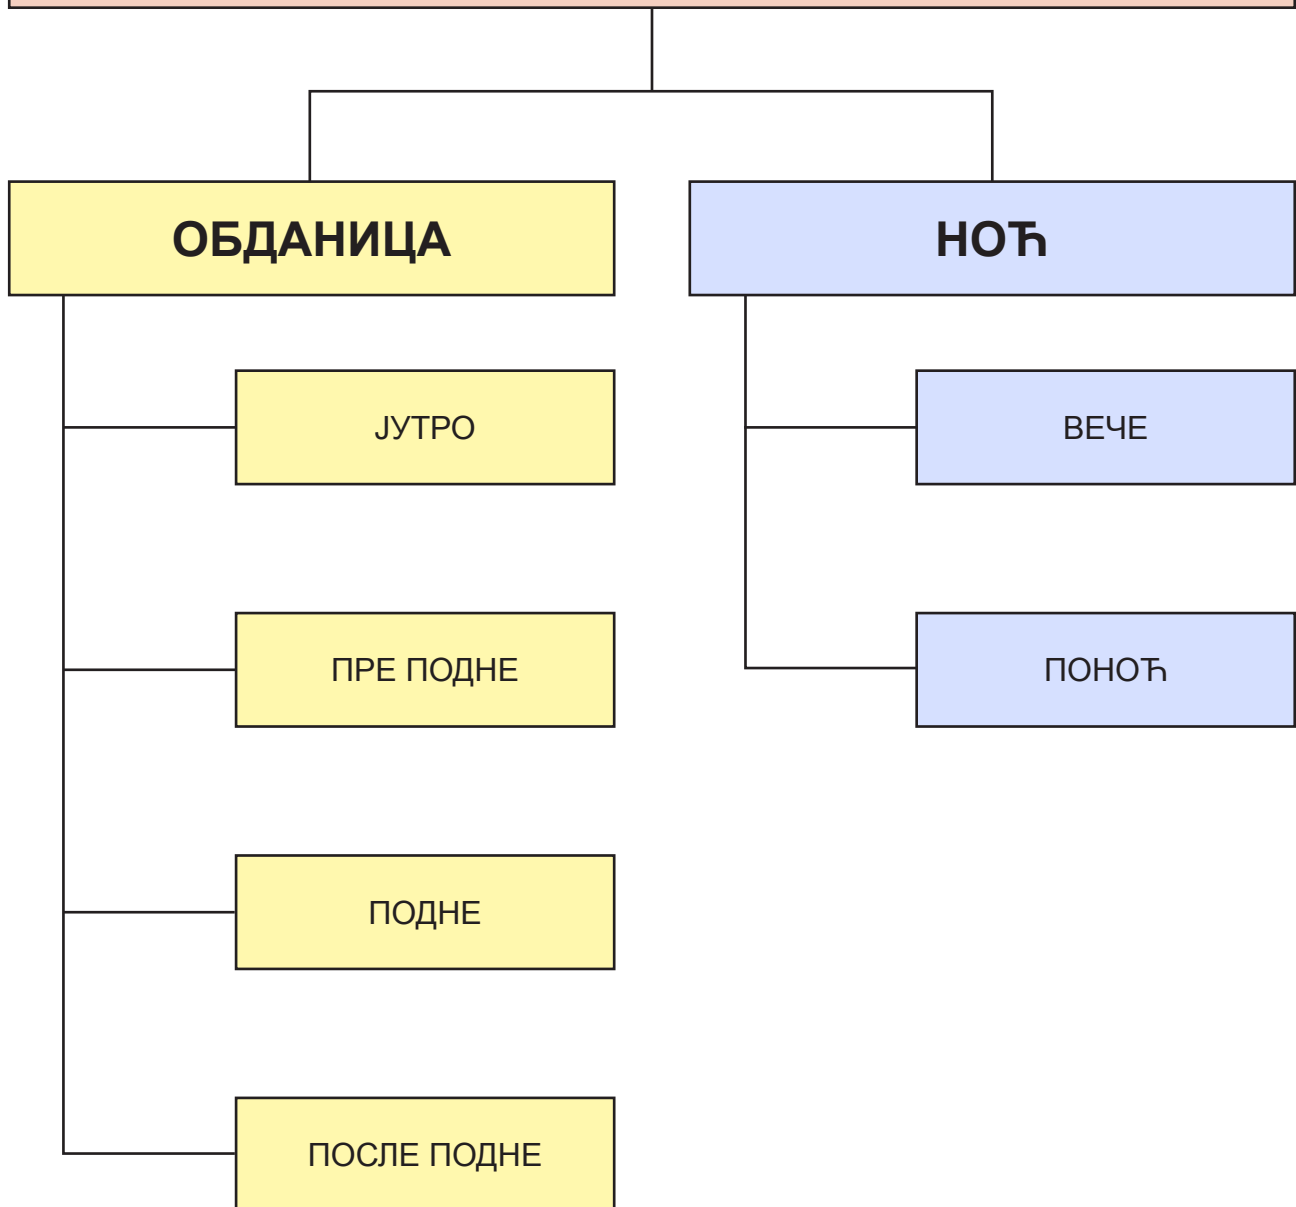 ОБДАНИЦА
НОЋ
ЈУТРО
ВЕЧЕ
ПРЕ ПОДНЕ
ПОНОЋ
ПОДНЕ
ПОСЛЕ ПОДНЕ